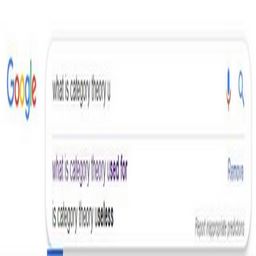 Google
what is category theory u
what is category theory used for
Remove
is category theory useless
Report inappropriate predictions